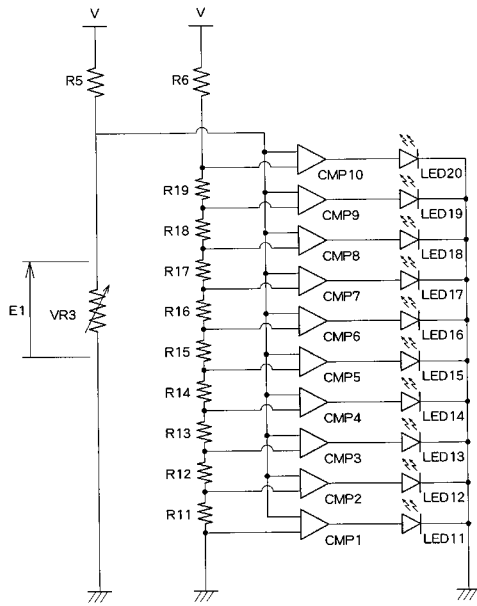 V
V
R5
R6
CMP10
LED20
R19
CMP9
LED19
R18
CMP8
LED18
R17
CMP7
LED17
E1
VR3
R16
CMP6
LED16
R15
CMP5
LED15
R14
CMP4
LED14
R13
CMP3
LED13
R12
CMP2
LED12
R11
CMP1
LED11